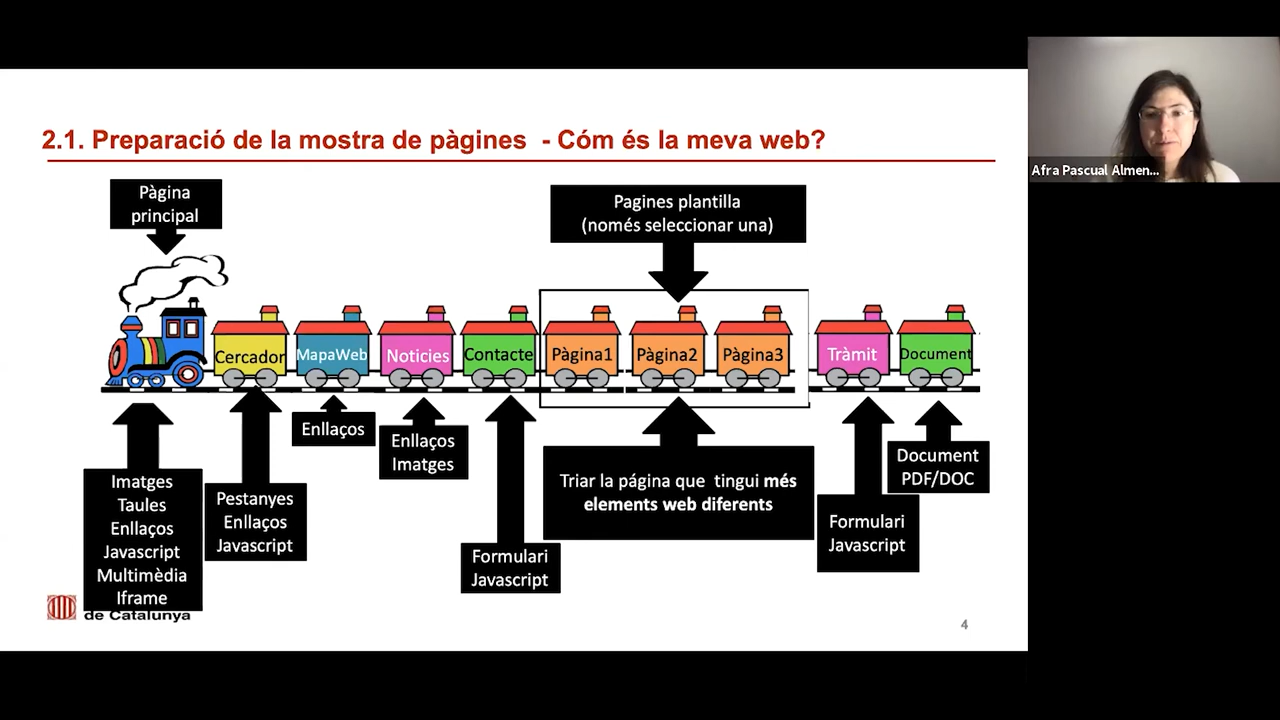 2.1. Preparació de la mostra de pàgines - Cóm és la meva web?
Afra Pascual Almen...
Pàgina
principal
Pagines plantilla
(només seleccionar una)
Cercador
MapaWeb
Noticies
Contacte
Pàgina1
Pàgina2
Pàgina3
Tràmit
Document
Imatges
Taules
Enllaços
Javascript
Multimèdia
Iframe
Pestanyes
Enllaços
Javascript
Enllaços
Enllaços
Imatges
Formulari
Javascript
Triar la página que tingui més
elements web diferents
Formulari
Javascript
Document
PDF/DOC
de Catalunya
4